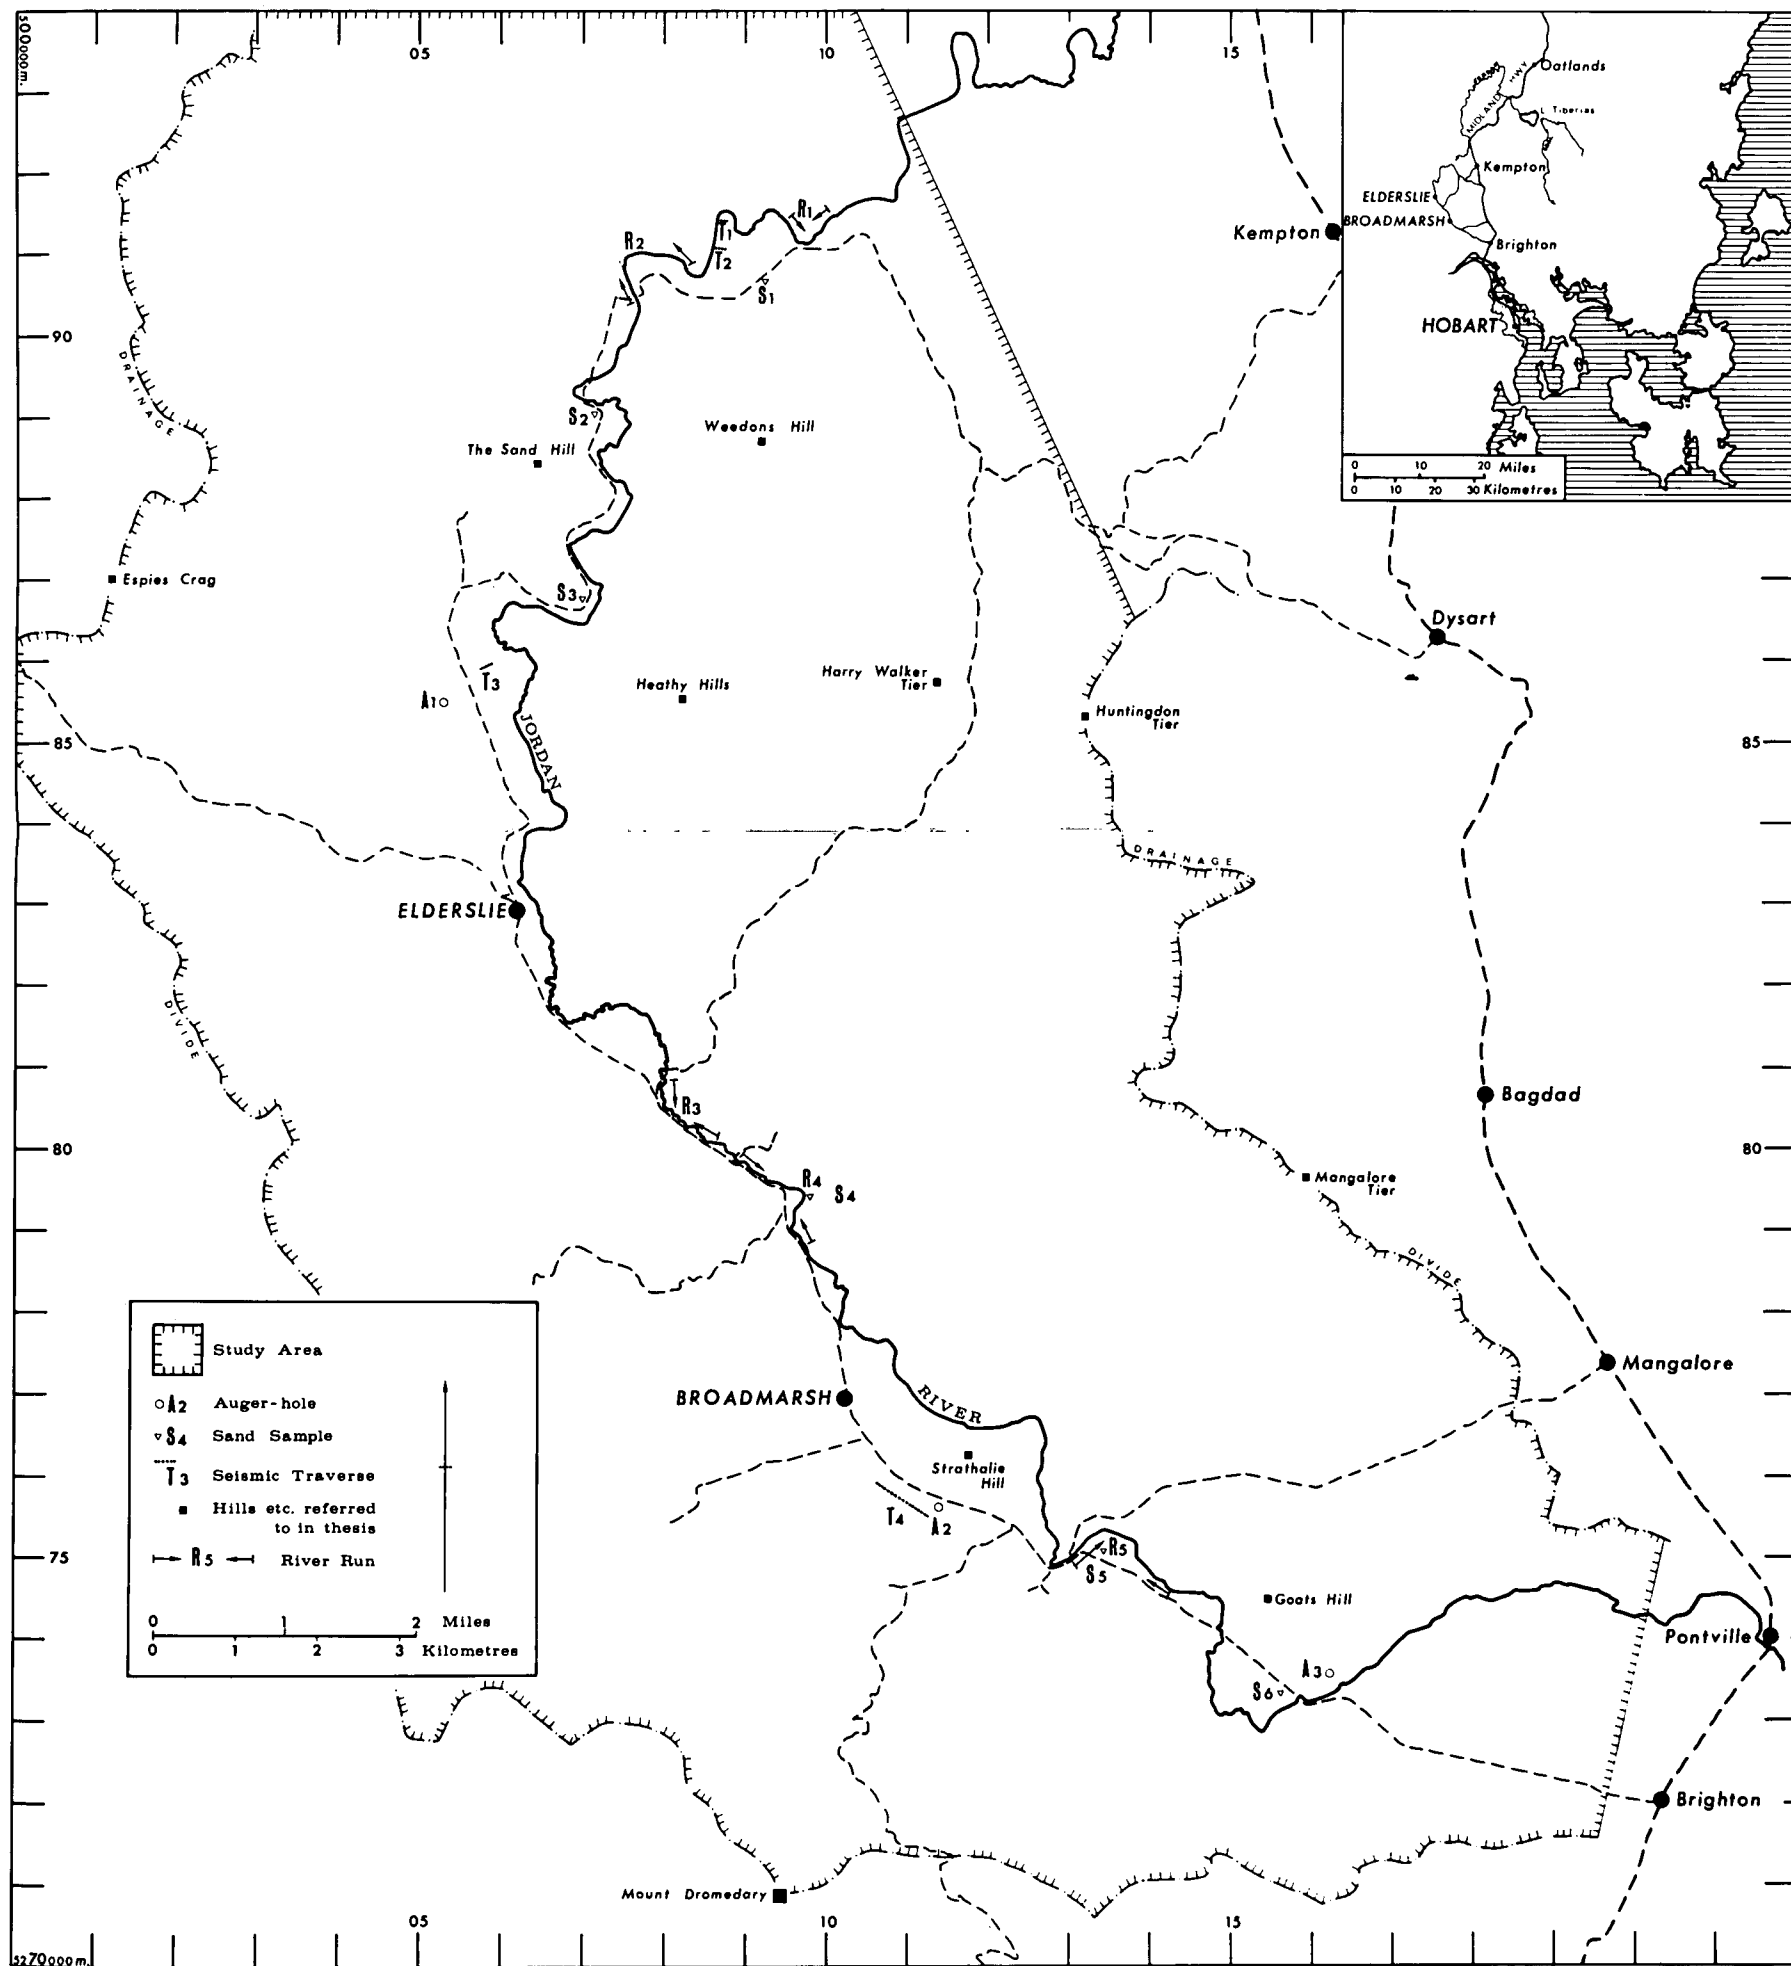 500000m.
05
10
15
Oatlands
MIDLAND HWY
L. Tiberias
Kempton
ELDERSLIE
BROADMARSH
Brighton
HOBART
0 10 20 Miles
0 10 20 30 Kilometres
R1
T1
R2
T2
Kempton
S1
90
DRAINAGE
S2
Weedons Hill
The Sand Hill
Espies Crag
S3
Dysart
T3
Harry Walker
Tier
Heathy Hills
A1
Huntingdon
Tier
JORDAN
85
85
DRAINAGE
ELDERSLIE
DIVIDE
Bagdad
R3
80
80
Mangalore
Tier
R4
S4
DIVIDE
Study Area
Mangalore
A2 Auger-hole
BROADMARSH
RIVER
S4 Sand Sample
T3 Seismic Traverse
Strathalie
Hill
Hills etc. referred
to in thesis
T4
A2
R5 River Run
75
R5
S5
Goats Hill
0 1 2 Miles
0 1 2 3 Kilometres
Pontville
A3
S6
Brighton
Mount Dromedary
05
10
15
5270000m.